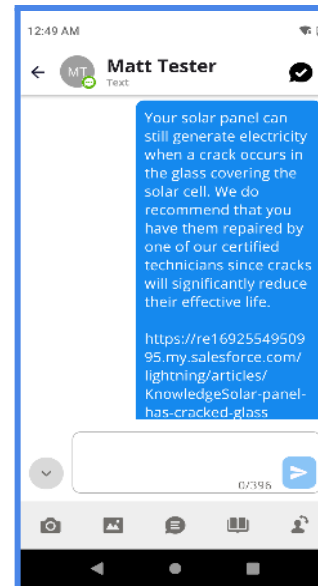 12:49 AM
MT
Matt Tester
Text
Your solar panel can
still generate electricity
when a crack occurs in
the glass covering the
solar cell. We do
recommend that you
have them repaired by
one of our certified
technicians since cracks
will significantly reduce
their effective life.
https://re16925549509
95.my.salesforce.com/
lightning/articles/
KnowledgeSolar-panel-
has-cracked-glass
0/396